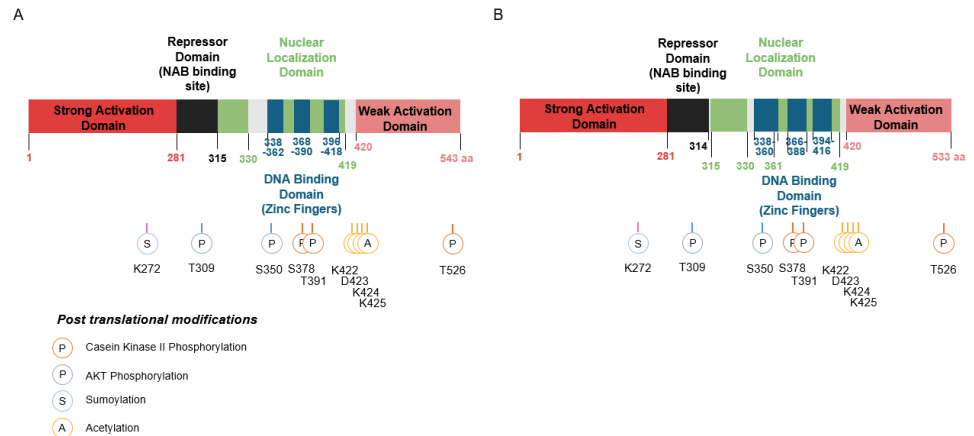 A
Repressor
Domain
(NAB binding
site)
Nuclear
Localization
Domain
Strong Activation
Domain
Weak Activation
Domain
1
281
315
330
338
-362
368
-390
396
-418
419
420
543 aa
DNA Binding
Domain
(Zinc Fingers)
S
P
P
P
P
A
P
K272
T309
S350
S378
T391
K422
D423
K424
K425
T526
Post translational modifications
P Casein Kinase II Phosphorylation
P AKT Phosphorylation
S Sumoylation
A Acetylation
B
Repressor
Domain
(NAB binding
site)
Nuclear
Localization
Domain
Strong Activation
Domain
Weak Activation
Domain
1
281
314
315
330
338-
360
361
366-
388
394-
416
419
420
533 aa
DNA Binding
Domain
(Zinc Fingers)
S
P
P
P
P
A
P
K272
T309
S350
S378
T391
K422
D423
K424
K425
T526